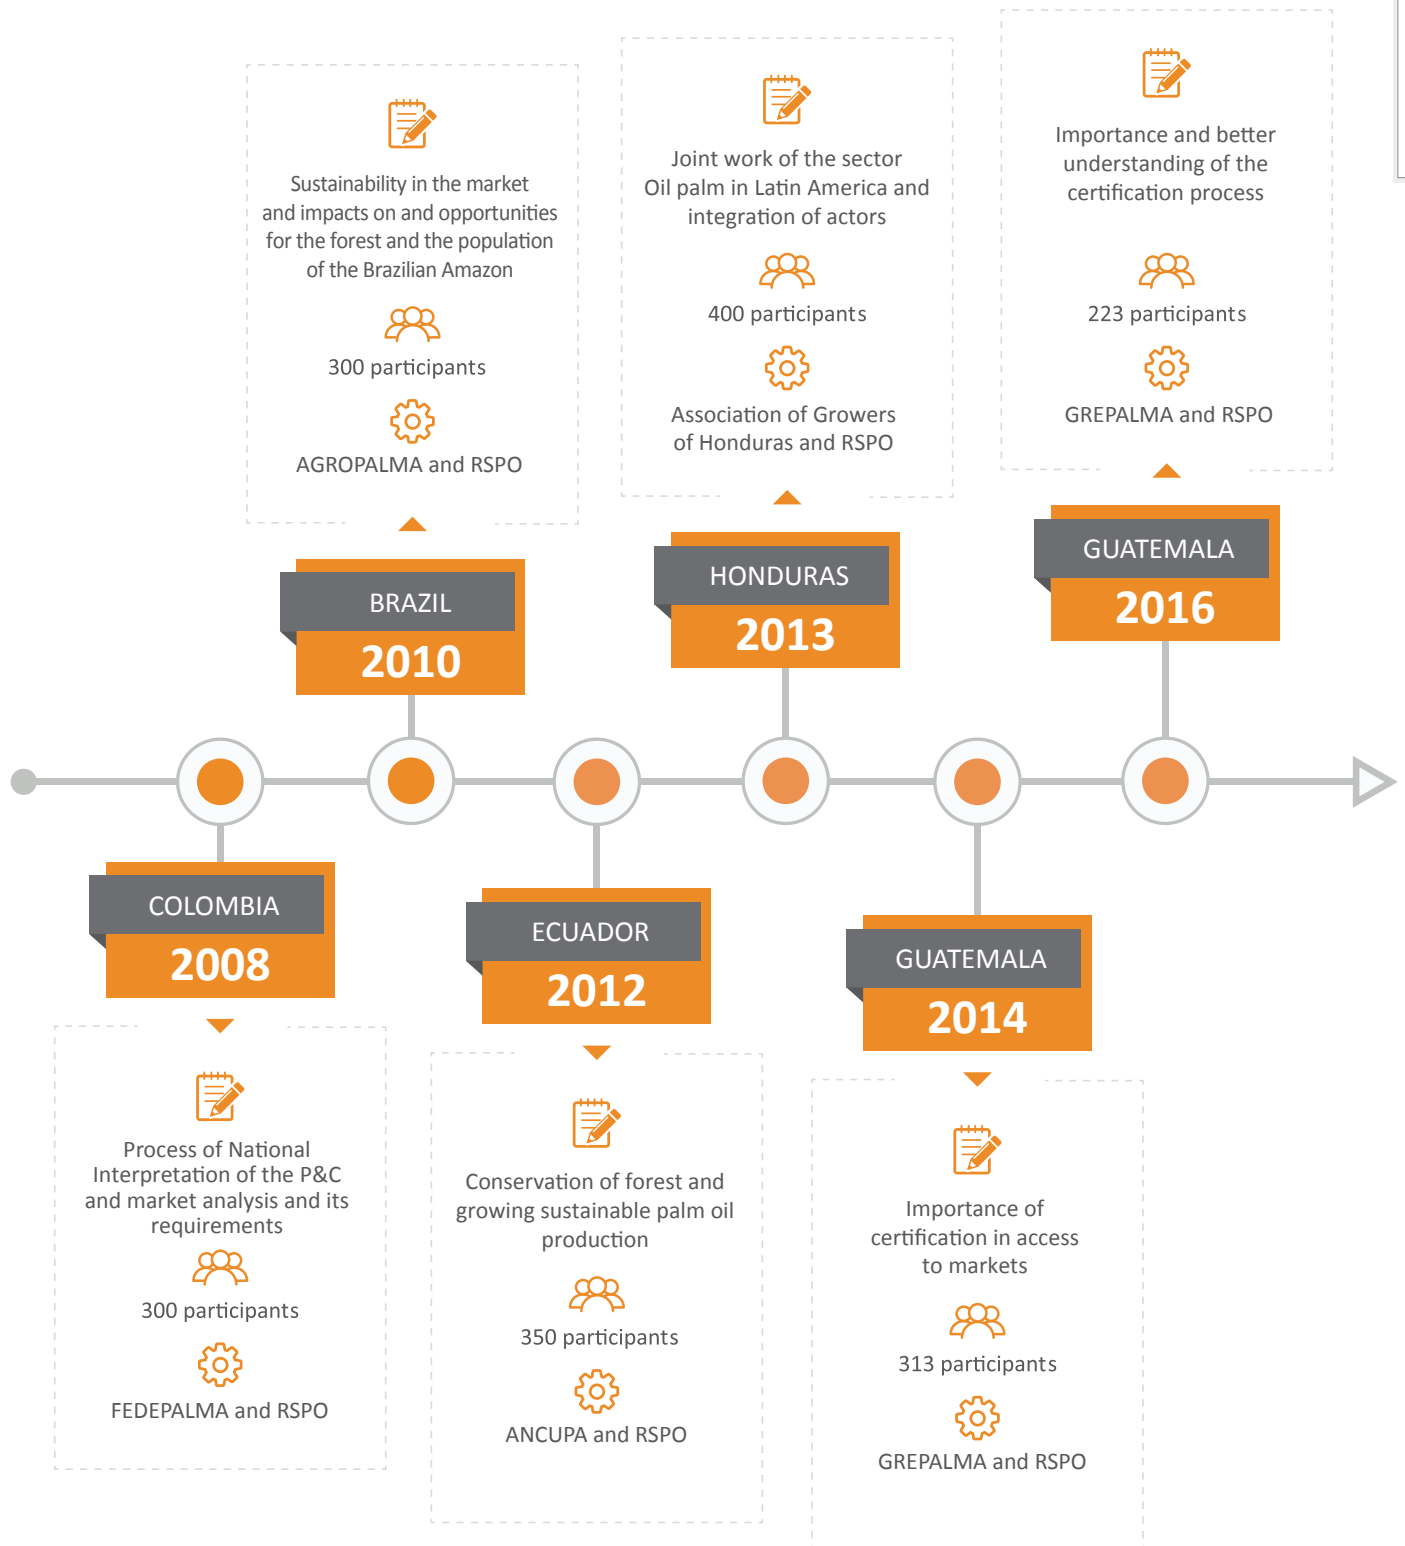 Sustainability in the market
and impacts on and opportunities
for the forest and the population
of the Brazilian Amazon
300 participants
AGROPALMA and RSPO
BRAZIL
2010
Joint work of the sector
Oil palm in Latin America and
integration of actors
400 participants
Association of Growers
of Honduras and RSPO
HONDURAS
2013
Importance and better
understanding of the
certification process
223 participants
GREPALMA and RSPO
GUATEMALA
2016
COLOMBIA
2008
Process of National
Interpretation of the P&C
and market analysis and its
requirements
300 participants
FEDEPALMA and RSPO
ECUADOR
2012
Conservation of forest and
growing sustainable palm oil
production
350 participants
ANCUPA and RSPO
GUATEMALA
2014
Importance of
certification in access
to markets
313 participants
GREPALMA and RSPO